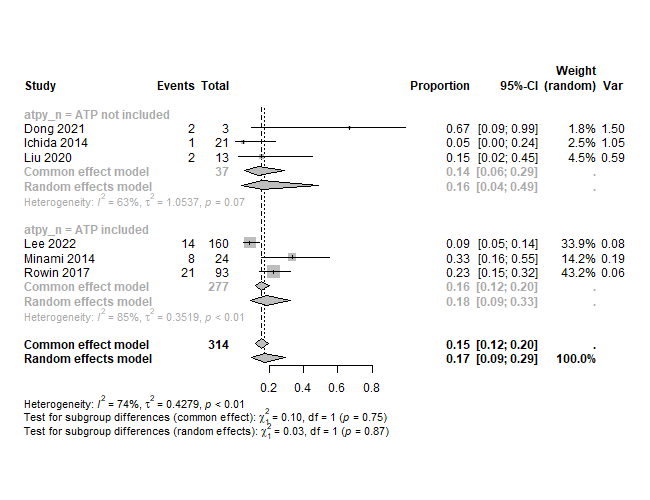 Weight
Study Events Total Proportion 95%-CI (random) Var
atpy_n = ATP not included
Dong 2021 2 3 0.67 [0.09; 0.99] 1.8% 1.50
Ichida 2014 1 21 0.05 [0.00; 0.24] 2.5% 1.05
Liu 2020 2 13 0.15 [0.02; 0.45] 4.5% 0.59
Common effect model 37 0.14 [0.06; 0.29] .
Random effects model 0.16 [0.04; 0.49] .
Heterogeneity: I² = 63%, τ² = 1.0537, p = 0.07
atpy_n = ATP included
Lee 2022 14 160 0.09 [0.05; 0.14] 33.9% 0.08
Minami 2014 8 24 0.33 [0.16; 0.55] 14.2% 0.19
Rowin 2017 21 93 0.23 [0.15; 0.32] 43.2% 0.06
Common effect model 277 0.16 [0.12; 0.20] .
Random effects model 0.18 [0.09; 0.33] .
Heterogeneity: I² = 85%, τ² = 0.3519, p < 0.01
Common effect model 314 0.15 [0.12; 0.20] .
Random effects model 0.17 [0.09; 0.29] 100.0%
0.2 0.4 0.6 0.8
Heterogeneity: I² = 74%, τ² = 0.4279, p < 0.01
Test for subgroup differences (common effect): χ²₁ = 0.10, df = 1 (p = 0.75)
Test for subgroup differences (random effects): χ²₁ = 0.03, df = 1 (p = 0.87)